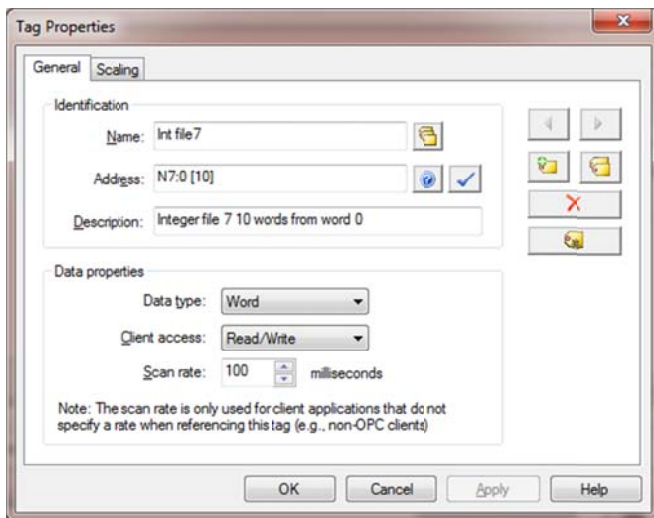 Tag Properties
General Scaling
Identification
Name: Int file7
Address: N7:0 [10]
Description: Integer file 7 10 words from word 0
Data properties
Data type: Word
Client access: Read/Write
Scan rate: 100 milliseconds
Note: The scan rate is only used for client applications that do not
specify a rate when referencing this tag (e.g., non-OPC clients)
OK Cancel Apply Help